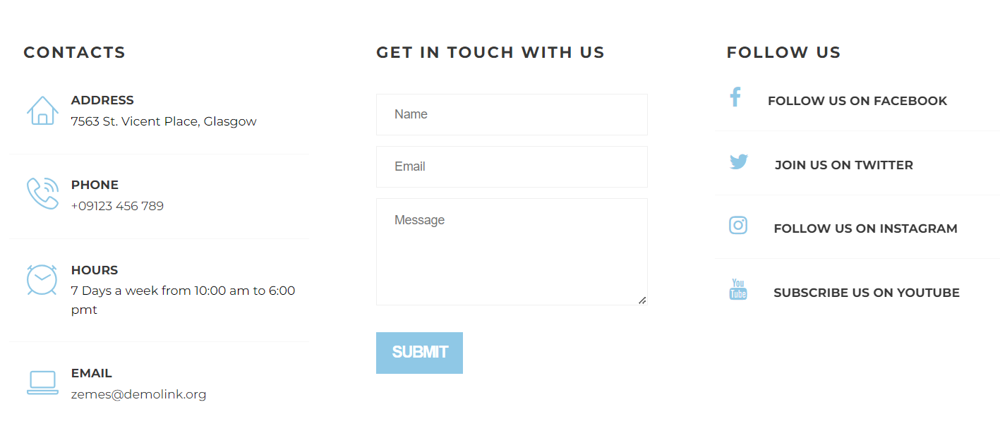 CONTACTS
ADDRESS
7563 St. Vicent Place, Glasgow
PHONE
+09123 456 789
HOURS
7 Days a week from 10:00 am to 6:00
pmt
EMAIL
zemes@demolink.org
GET IN TOUCH WITH US
Name
Email
Message
SUBMIT
FOLLOW US
FOLLOW US ON FACEBOOK
JOIN US ON TWITTER
FOLLOW US ON INSTAGRAM
You
Tube
SUBSCRIBE US ON YOUTUBE